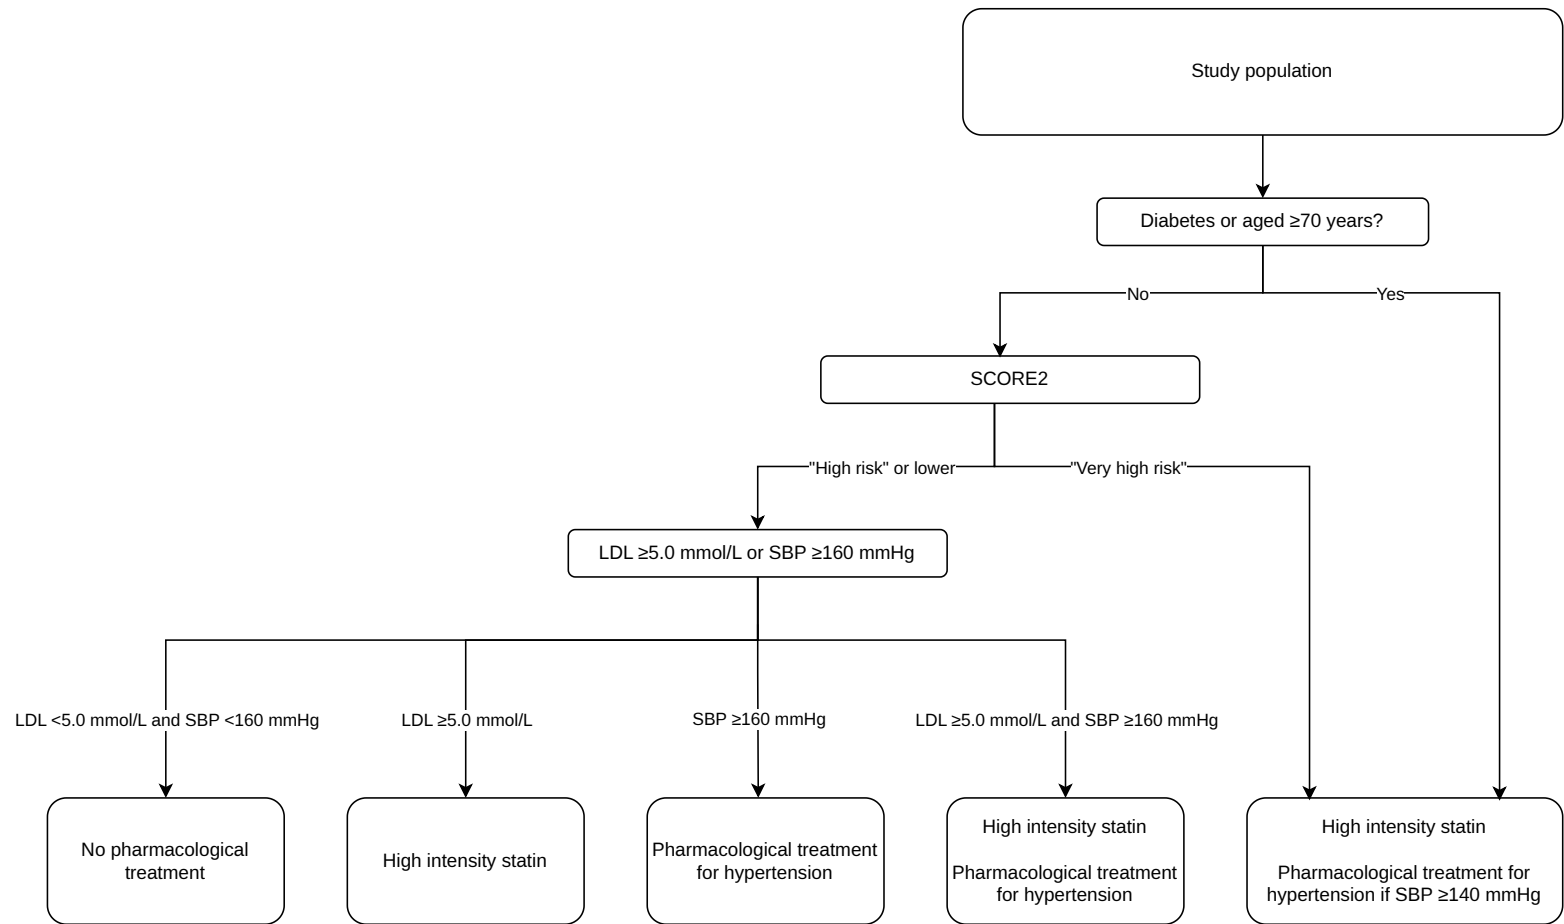 Study population
Diabetes or aged ≥70 years?
No
Yes
SCORE2
"High risk" or lower
"Very high risk"
LDL ≥5.0 mmol/L or SBP ≥160 mmHg
LDL <5.0 mmol/L and SBP <160 mmHg
LDL ≥5.0 mmol/L
SBP ≥160 mmHg
LDL ≥5.0 mmol/L and SBP ≥160 mmHg
No pharmacological
treatment
High intensity statin
Pharmacological treatment
for hypertension
High intensity statin
Pharmacological treatment
for hypertension
High intensity statin
Pharmacological treatment for
hypertension if SBP ≥140 mmHg